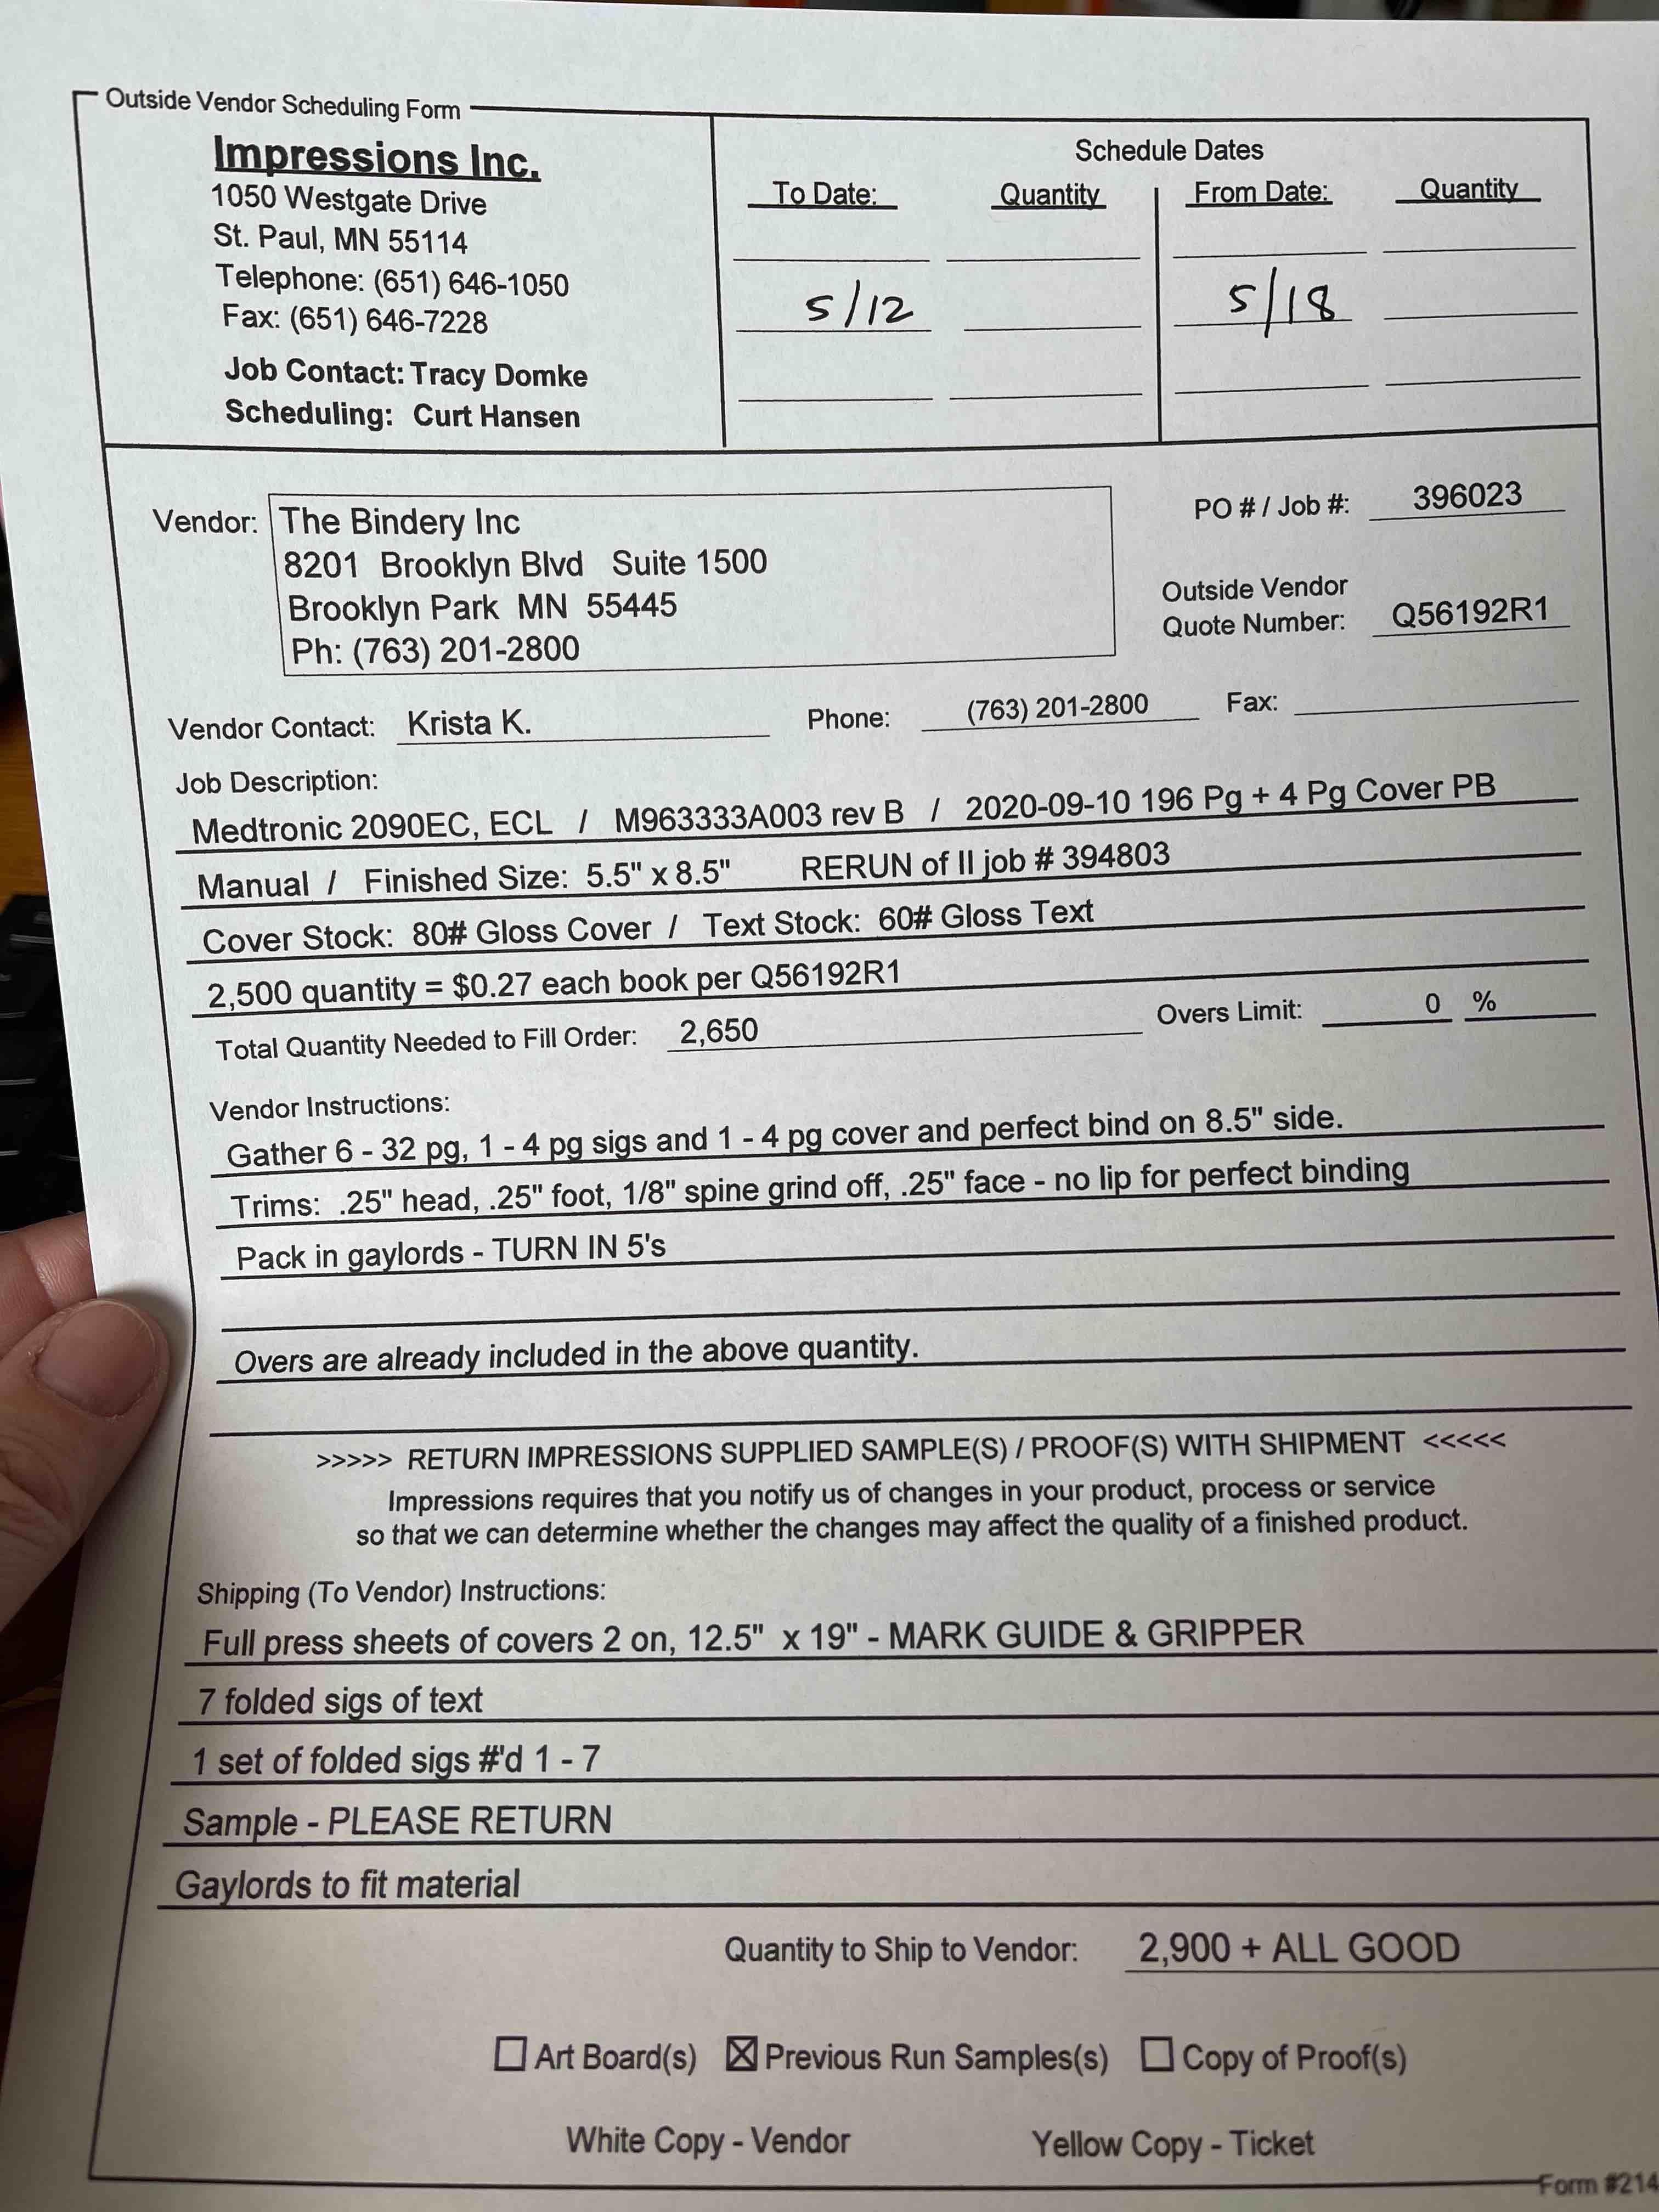 Outside Vendor Scheduling Form
Impressions Inc.
1050 Westgate Drive
St. Paul, MN 55114
Telephone: (651) 646-1050
Fax: (651) 646-7228
Job Contact: Tracy Domke
Scheduling: Curt Hansen
Schedule Dates
To Date: Quantity From Date: Quantity
5/12 5/18
Vendor: The Bindery Inc
8201 Brooklyn Blvd Suite 1500
Brooklyn Park MN 55445
Ph: (763) 201-2800
PO # / Job #: 396023
Outside Vendor
Quote Number: Q56192R1
Vendor Contact: Krista K. Phone: (763) 201-2800 Fax:
Job Description:
Medtronic 2090EC, ECL / M963333A003 rev B / 2020-09-10 196 Pg + 4 Pg Cover PB
Manual / Finished Size: 5.5" x 8.5" RERUN of II job # 394803
Cover Stock: 80# Gloss Cover / Text Stock: 60# Gloss Text
2,500 quantity = $0.27 each book per Q56192R1
Total Quantity Needed to Fill Order: 2,650 Overs Limit: 0 %
Vendor Instructions:
Gather 6 - 32 pg, 1 - 4 pg sigs and 1 - 4 pg cover and perfect bind on 8.5" side.
Trims: .25" head, .25" foot, 1/8" spine grind off, .25" face - no lip for perfect binding
Pack in gaylords - TURN IN 5's
Overs are already included in the above quantity.
>>>>> RETURN IMPRESSIONS SUPPLIED SAMPLE(S) / PROOF(S) WITH SHIPMENT <<<<<
Impressions requires that you notify us of changes in your product, process or service
so that we can determine whether the changes may affect the quality of a finished product.
Shipping (To Vendor) Instructions:
Full press sheets of covers 2 on, 12.5" x 19" - MARK GUIDE & GRIPPER
7 folded sigs of text
1 set of folded sigs #'d 1 - 7
Sample - PLEASE RETURN
Gaylords to fit material
Quantity to Ship to Vendor: 2,900 + ALL GOOD
☐ Art Board(s) ☒ Previous Run Samples(s) ☐ Copy of Proof(s)
White Copy - Vendor Yellow Copy - Ticket
Form #214